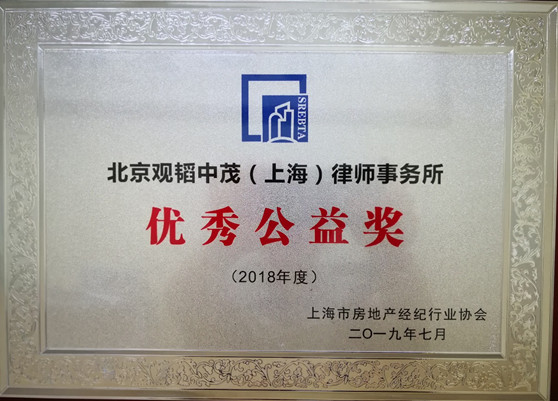 SREBTA
北京观韬中茂（上海）律师事务所
优秀公益奖
（2018年度）
上海市房地产经纪行业协会
二〇一九年七月